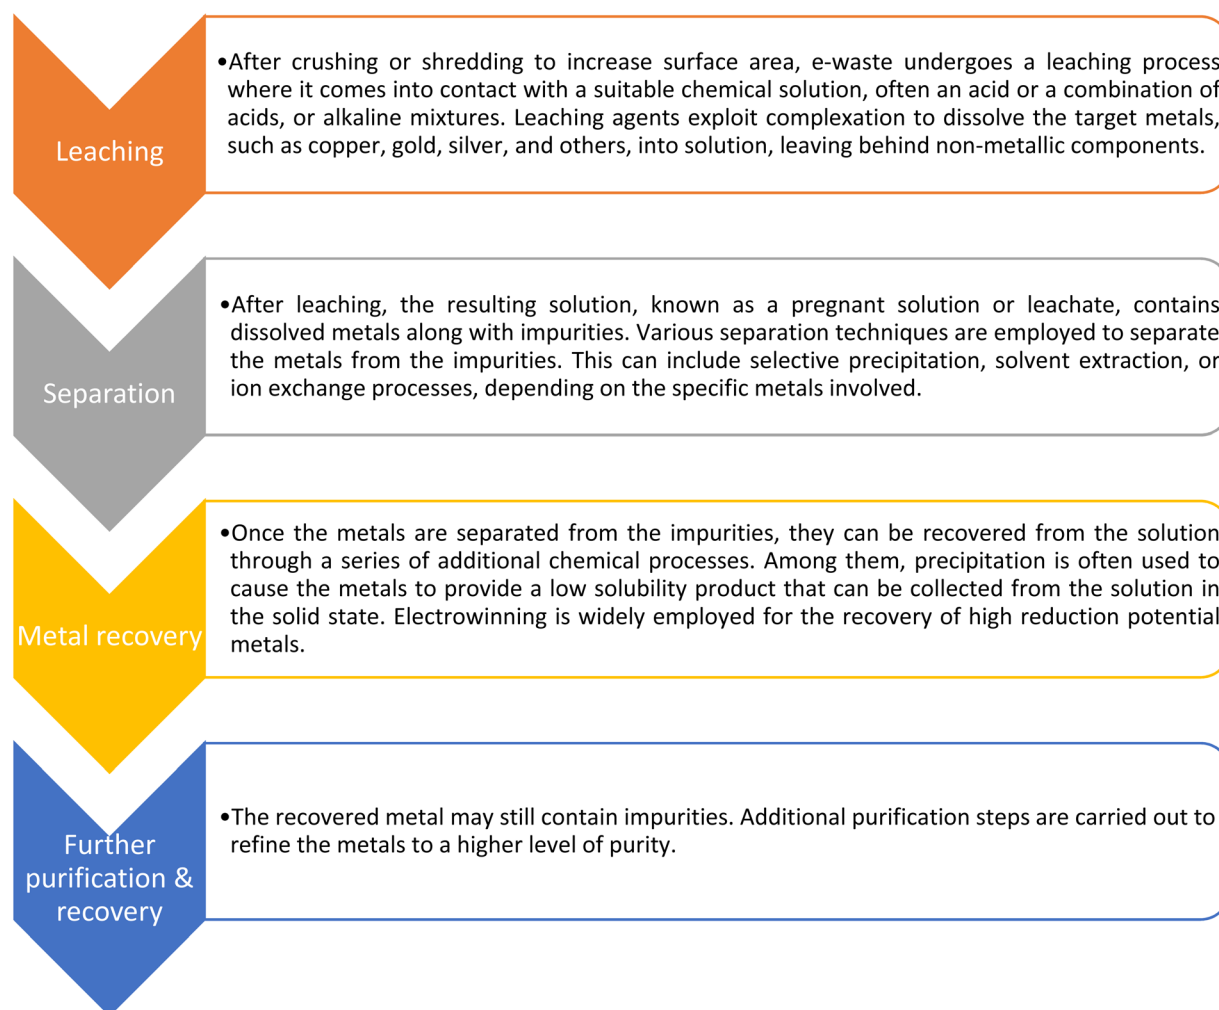 Leaching
•After crushing or shredding to increase surface area, e-waste undergoes a leaching process
where it comes into contact with a suitable chemical solution, often an acid or a combination of
acids, or alkaline mixtures. Leaching agents exploit complexation to dissolve the target metals,
such as copper, gold, silver, and others, into solution, leaving behind non-metallic components.
Separation
•After leaching, the resulting solution, known as a pregnant solution or leachate, contains
dissolved metals along with impurities. Various separation techniques are employed to separate
the metals from the impurities. This can include selective precipitation, solvent extraction, or
ion exchange processes, depending on the specific metals involved.
Metal recovery
•Once the metals are separated from the impurities, they can be recovered from the solution
through a series of additional chemical processes. Among them, precipitation is often used to
cause the metals to provide a low solubility product that can be collected from the solution in
the solid state. Electrowinning is widely employed for the recovery of high reduction potential
metals.
Further
purification &
recovery
•The recovered metal may still contain impurities. Additional purification steps are carried out to
refine the metals to a higher level of purity.